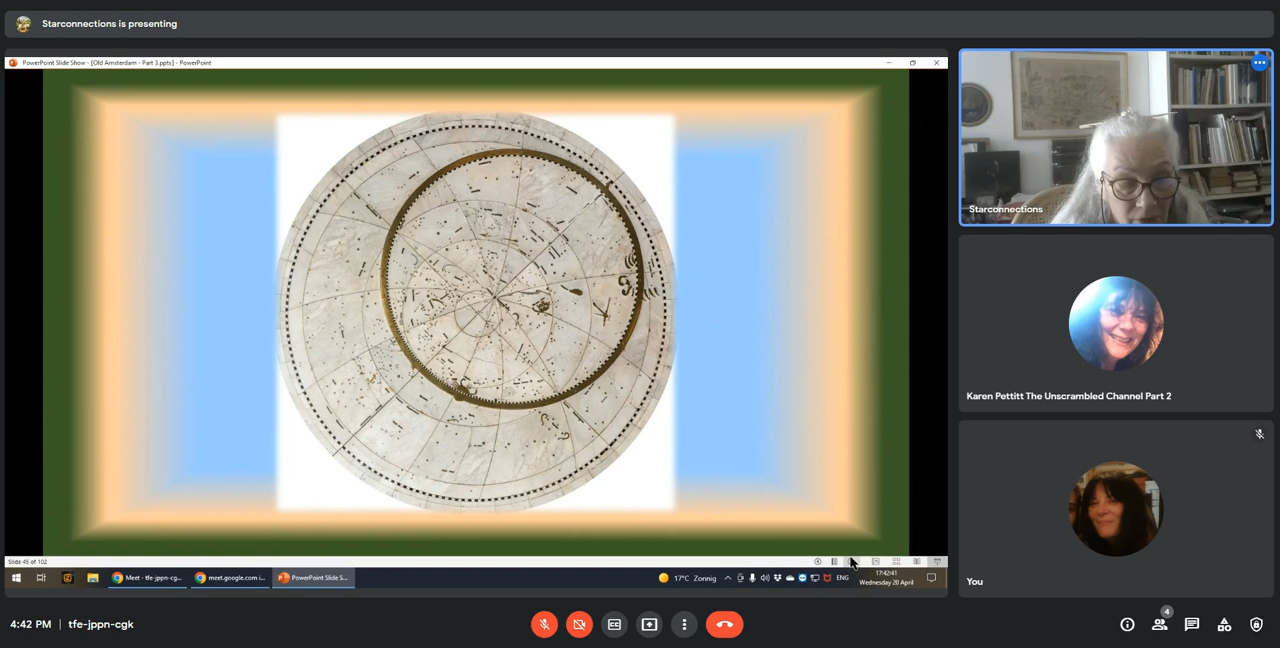 Starconnections is presenting
PowerPoint Slide Show - [Old Amsterdam - Part 3.ppts] - PowerPoint
Starconnections
Karen Pettitt The Unscrambled Channel Part 2
You
Slide 45 of 102
Meet - tfe-jppn-cg...
meet.google.com i...
PowerPoint Slide S...
17°C Zonnig
ENG
17:42:41
Wednesday 20 April
4:42 PM | tfe-jppn-cgk
4